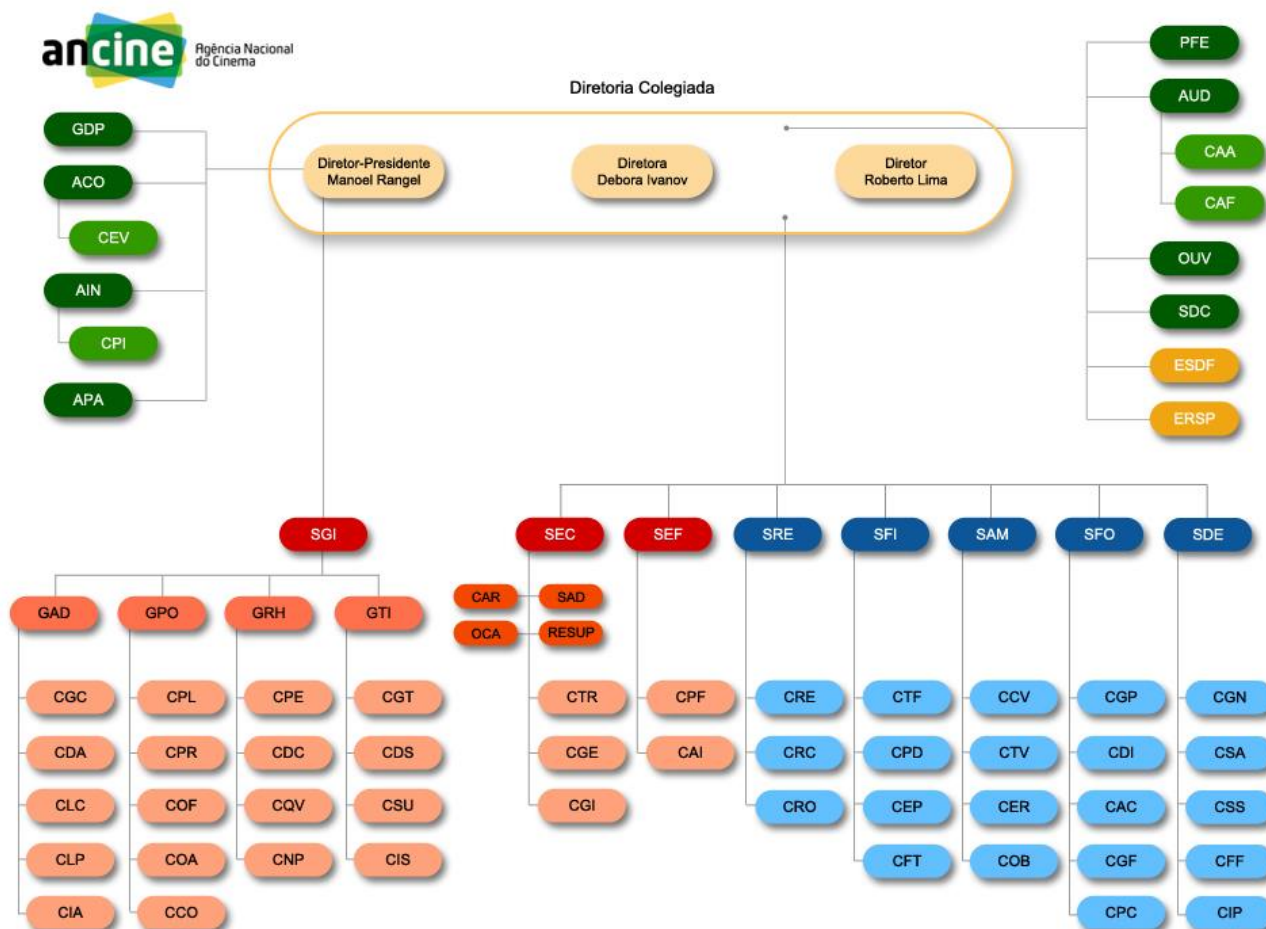 ancine
Agência Nacional
do Cinema
Diretoria Colegiada
Diretor-Presidente
Manoel Rangel
Diretora
Debora Ivanov
Diretor
Roberto Lima
GDP
ACO
CEV
AIN
CPI
APA
PFE
AUD
CAA
CAF
OUV
SDC
ESDF
ERSP
SGI
SEC
SEF
SRE
SFI
SAM
SFO
SDE
GAD
GPO
GRH
GTI
CAR
SAD
OCA
RESUP
CGC
CPL
CPE
CGT
CTR
CPF
CRE
CTF
CCV
CGP
CGN
CDA
CPR
CDC
CDS
CGE
CAI
CRC
CPD
CTV
CDI
CSA
CLC
COF
CQV
CSU
CGI
CRO
CEP
CER
CAC
CSS
CLP
COA
CNP
CIS
CFT
COB
CGF
CFF
CIA
CCO
CPC
CIP